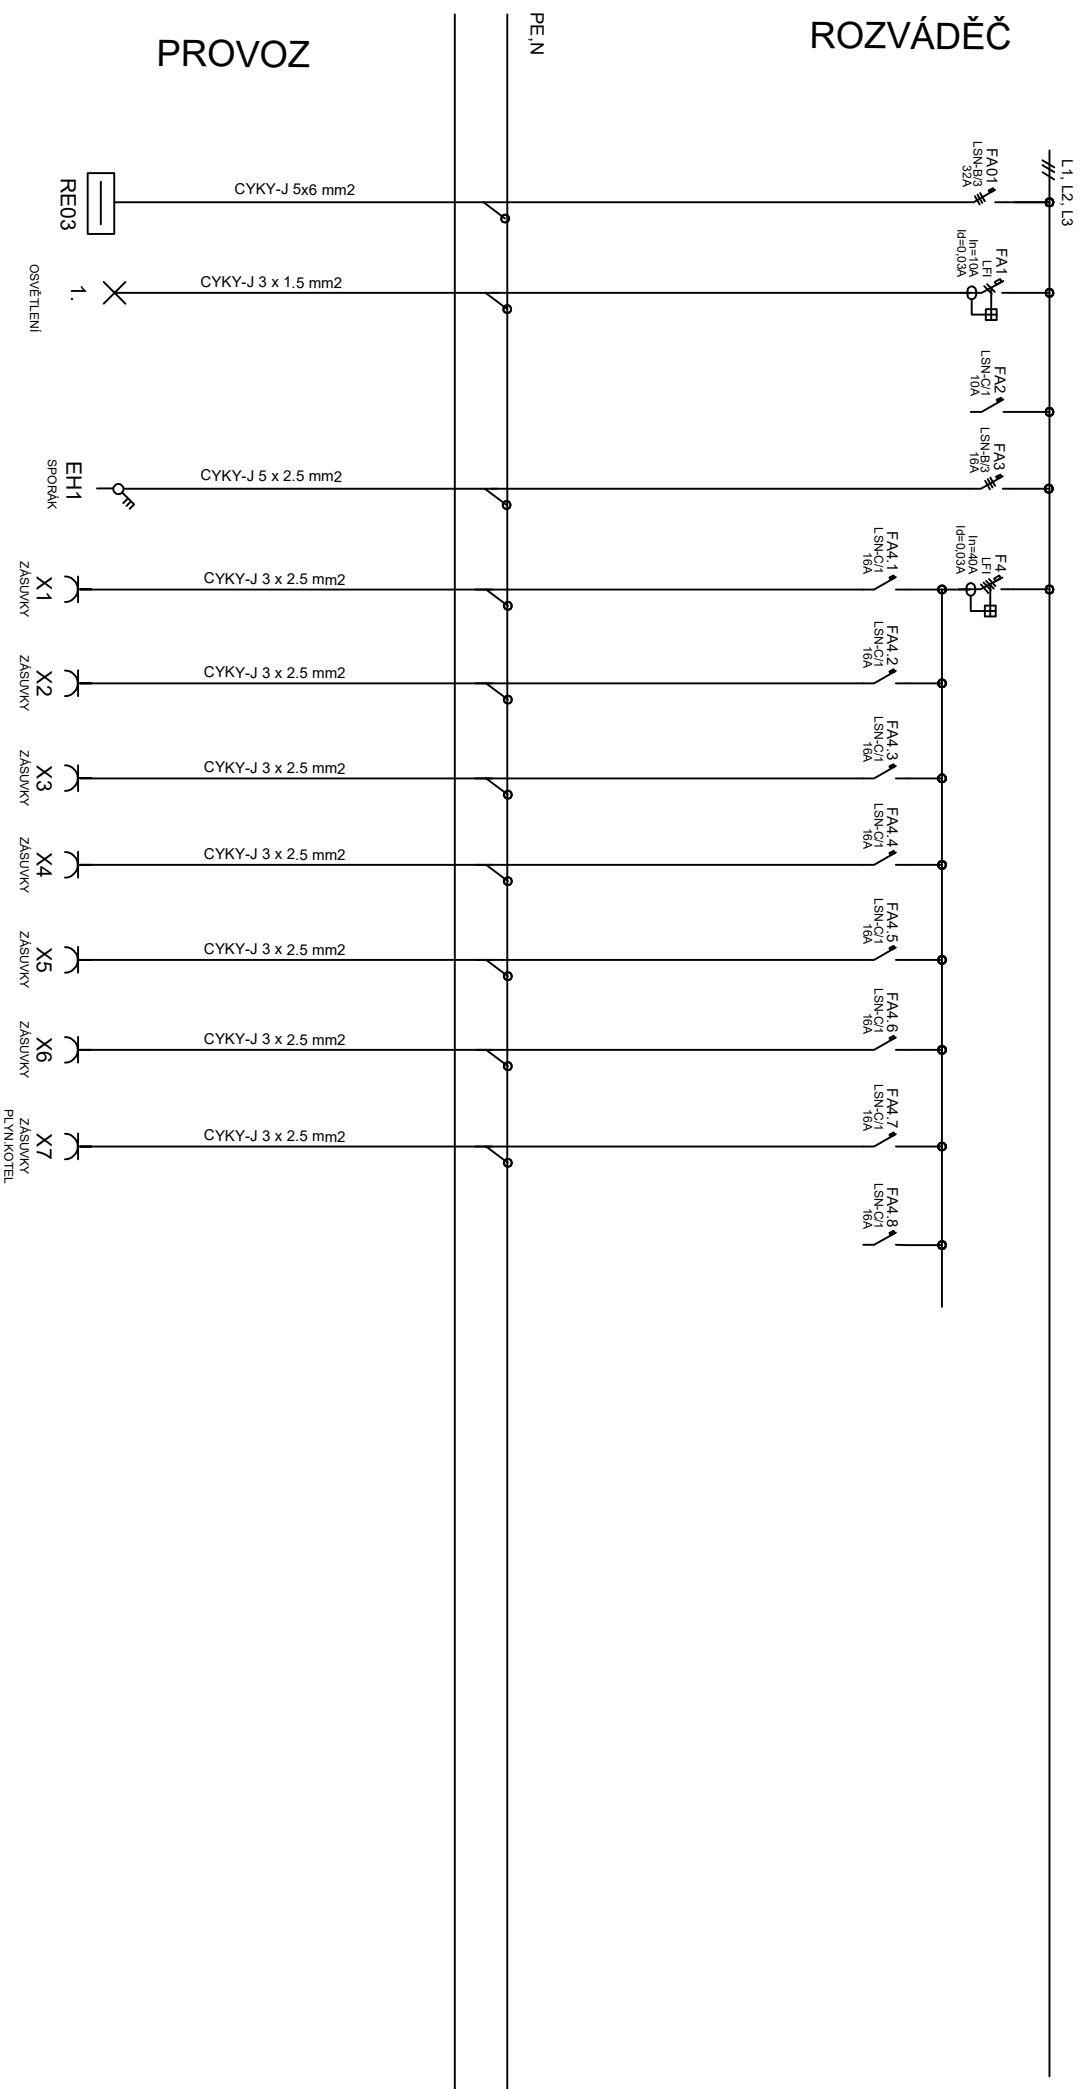 PROVOZ
PE,N
ROZVÁDĚČ
L1, L2, L3
FA01
LSN-B/3
32A
CYKY-J 5x6 mm2
RE03
FA1
LFI
In=10A
Id=0,03A
CYKY-J 3 x 1.5 mm2
1.
OSVĚTLENÍ
FA2
LSN-C/1
10A
FA3
LSN-B/3
16A
CYKY-J 5 x 2.5 mm2
EH1
SPORÁK
F4
LFI
In=40A
Id=0,03A
FA4.1
LSN-C/1
16A
CYKY-J 3 x 2.5 mm2
X1
ZÁSUVKY
FA4.2
LSN-C/1
16A
CYKY-J 3 x 2.5 mm2
X2
ZÁSUVKY
FA4.3
LSN-C/1
16A
CYKY-J 3 x 2.5 mm2
X3
ZÁSUVKY
FA4.4
LSN-C/1
16A
CYKY-J 3 x 2.5 mm2
X4
ZÁSUVKY
FA4.5
LSN-C/1
16A
CYKY-J 3 x 2.5 mm2
X5
ZÁSUVKY
FA4.6
LSN-C/1
16A
CYKY-J 3 x 2.5 mm2
X6
ZÁSUVKY
FA4.7
LSN-C/1
16A
CYKY-J 3 x 2.5 mm2
X7
ZÁSUVKY
PLYN.KOTEL
FA4.8
LSN-C/1
16A